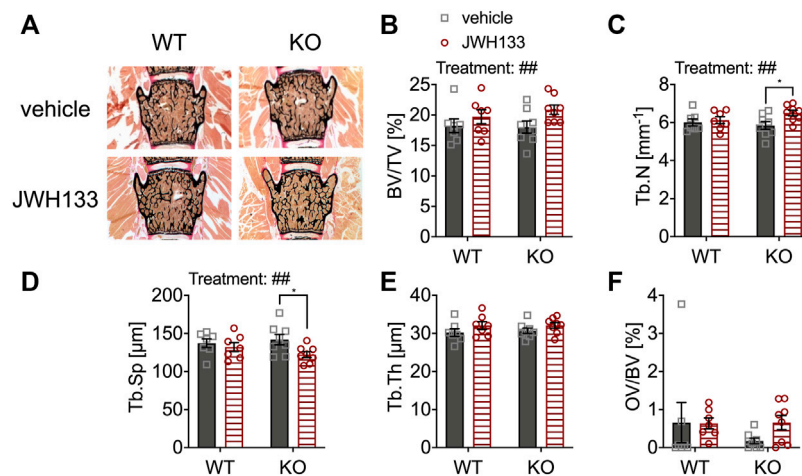 A
WT
KO
vehicle
JWH133
B
vehicle
JWH133
Treatment: ##
BV/TV [%]
25
20
15
10
5
0
WT
KO
C
Treatment: ##
*
Tb.N [mm⁻¹]
8
6
4
2
0
WT
KO
D
Treatment: ##
*
Tb.Sp [µm]
200
150
100
50
0
WT
KO
E
Tb.Th [µm]
40
30
20
10
0
WT
KO
F
OV/BV [%]
4
3
2
1
0
WT
KO